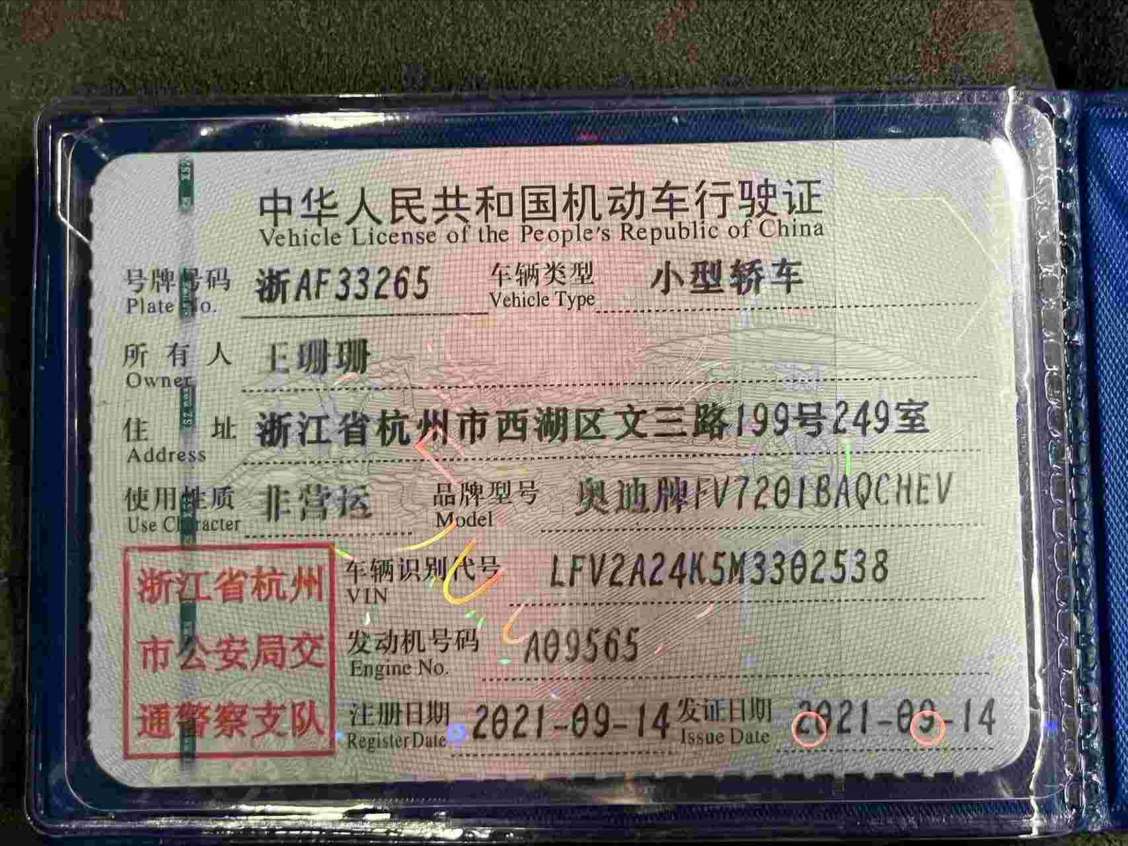 中华人民共和国机动车行驶证
Vehicle License of the People's Republic of China
号牌号码 浙AF33265 车辆类型 小型轿车
Plate No. Vehicle Type
所有人 王珊珊
Owner
住址 浙江省杭州市西湖区文三路199号249室
Address
使用性质 非营运 品牌型号 奥迪牌FV7201BAQCHEV
Use Character Model
浙江省杭州
市公安局交
通警察支队
车辆识别代号 LFV2A24K5M3302538
VIN
发动机号码 A09565
Engine No.
注册日期 2021-09-14 发证日期 2021-09-14
Register Date Issue Date